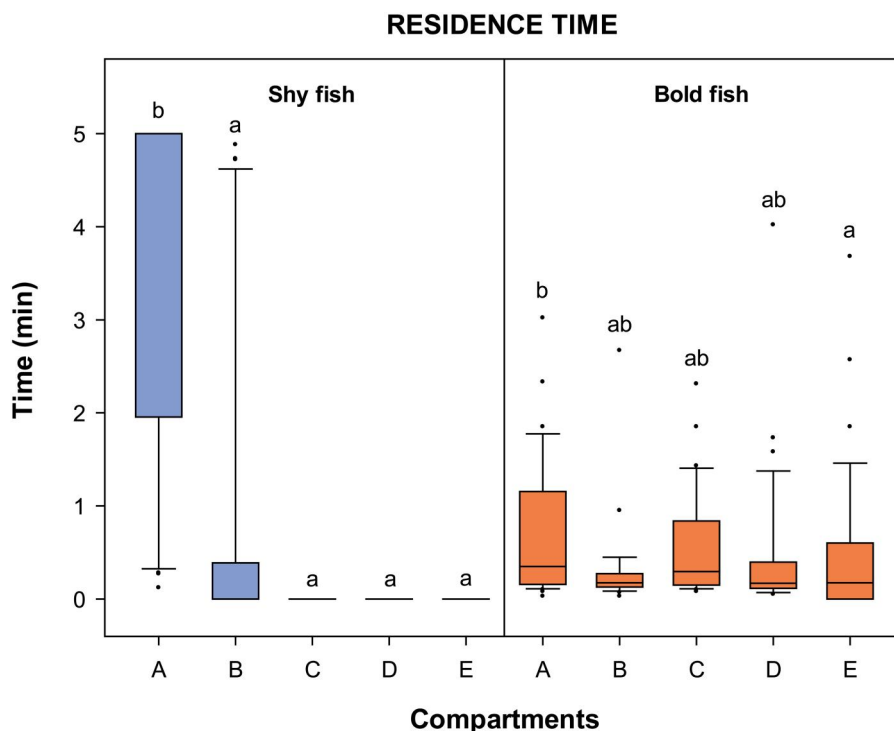 RESIDENCE TIME
Shy fish
Bold fish
b
a
a
a
a
b
ab
ab
ab
a
Time (min)
5
4
3
2
1
0
A B C D E A B C D E
Compartments